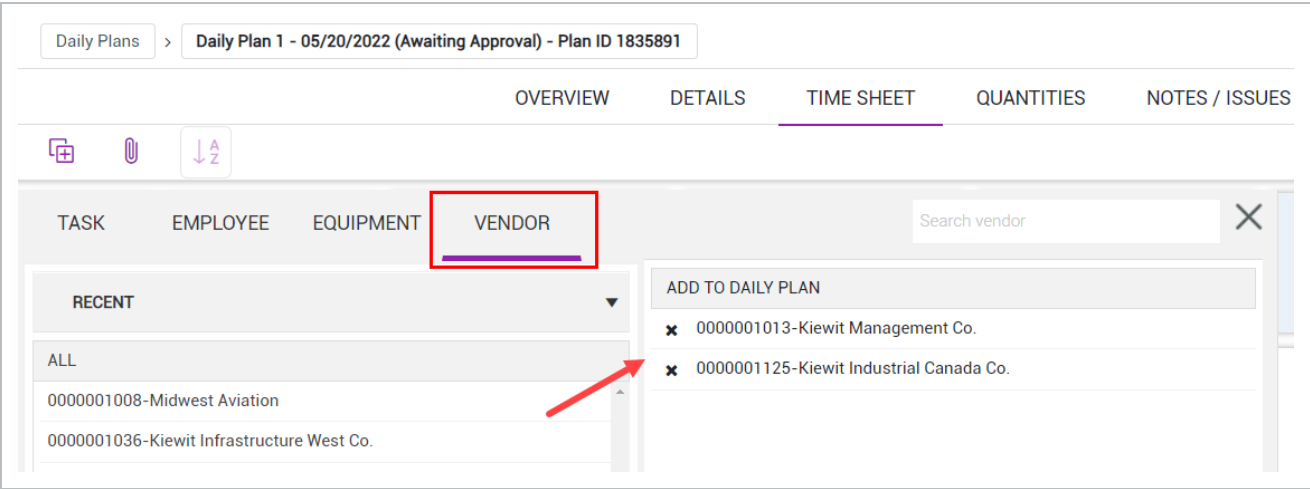 Daily Plans > Daily Plan 1 - 05/20/2022 (Awaiting Approval) - Plan ID 1835891
OVERVIEW DETAILS TIME SHEET QUANTITIES NOTES / ISSUES
A
Z
TASK EMPLOYEE EQUIPMENT VENDOR Search vendor
RECENT
ALL
0000001008-Midwest Aviation
0000001036-Kiewit Infrastructure West Co.
ADD TO DAILY PLAN
0000001013-Kiewit Management Co.
0000001125-Kiewit Industrial Canada Co.